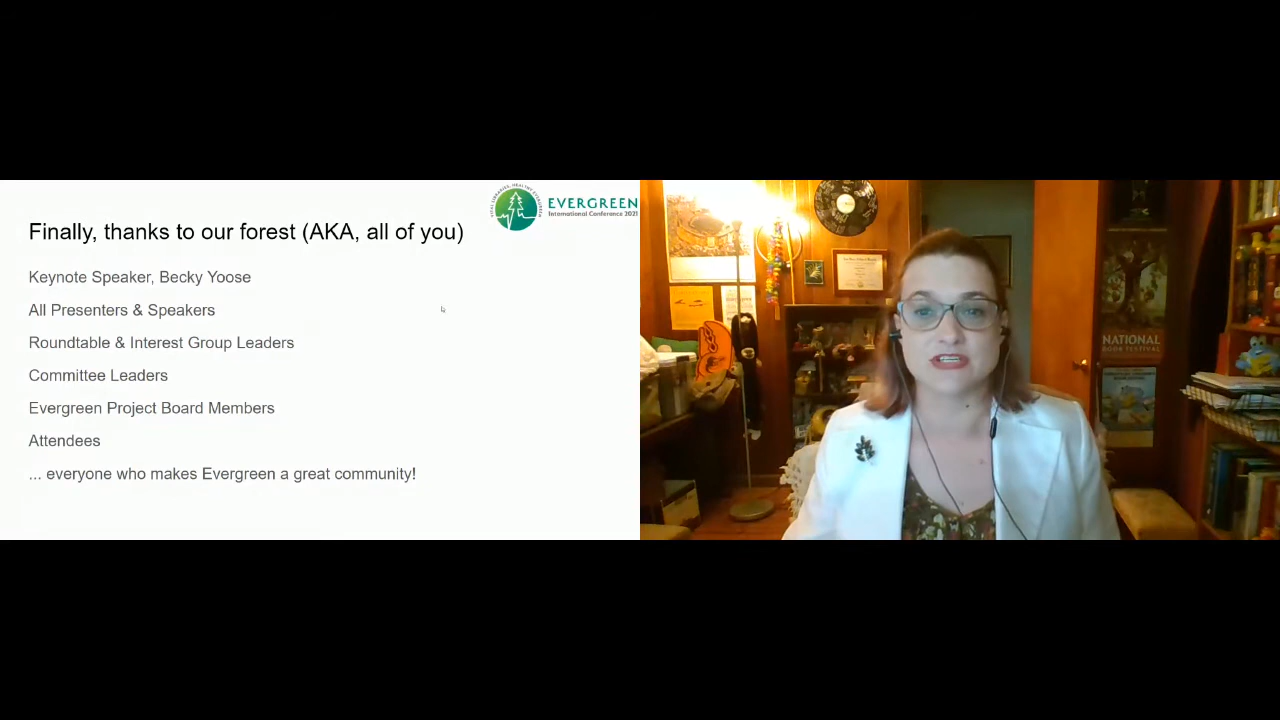 EVERGREEN
International Conference 2021
Finally, thanks to our forest (AKA, all of you)
Keynote Speaker, Becky Yoose
All Presenters & Speakers
Roundtable & Interest Group Leaders
Committee Leaders
Evergreen Project Board Members
Attendees
... everyone who makes Evergreen a great community!
NATIONAL
BOOK FESTIVAL